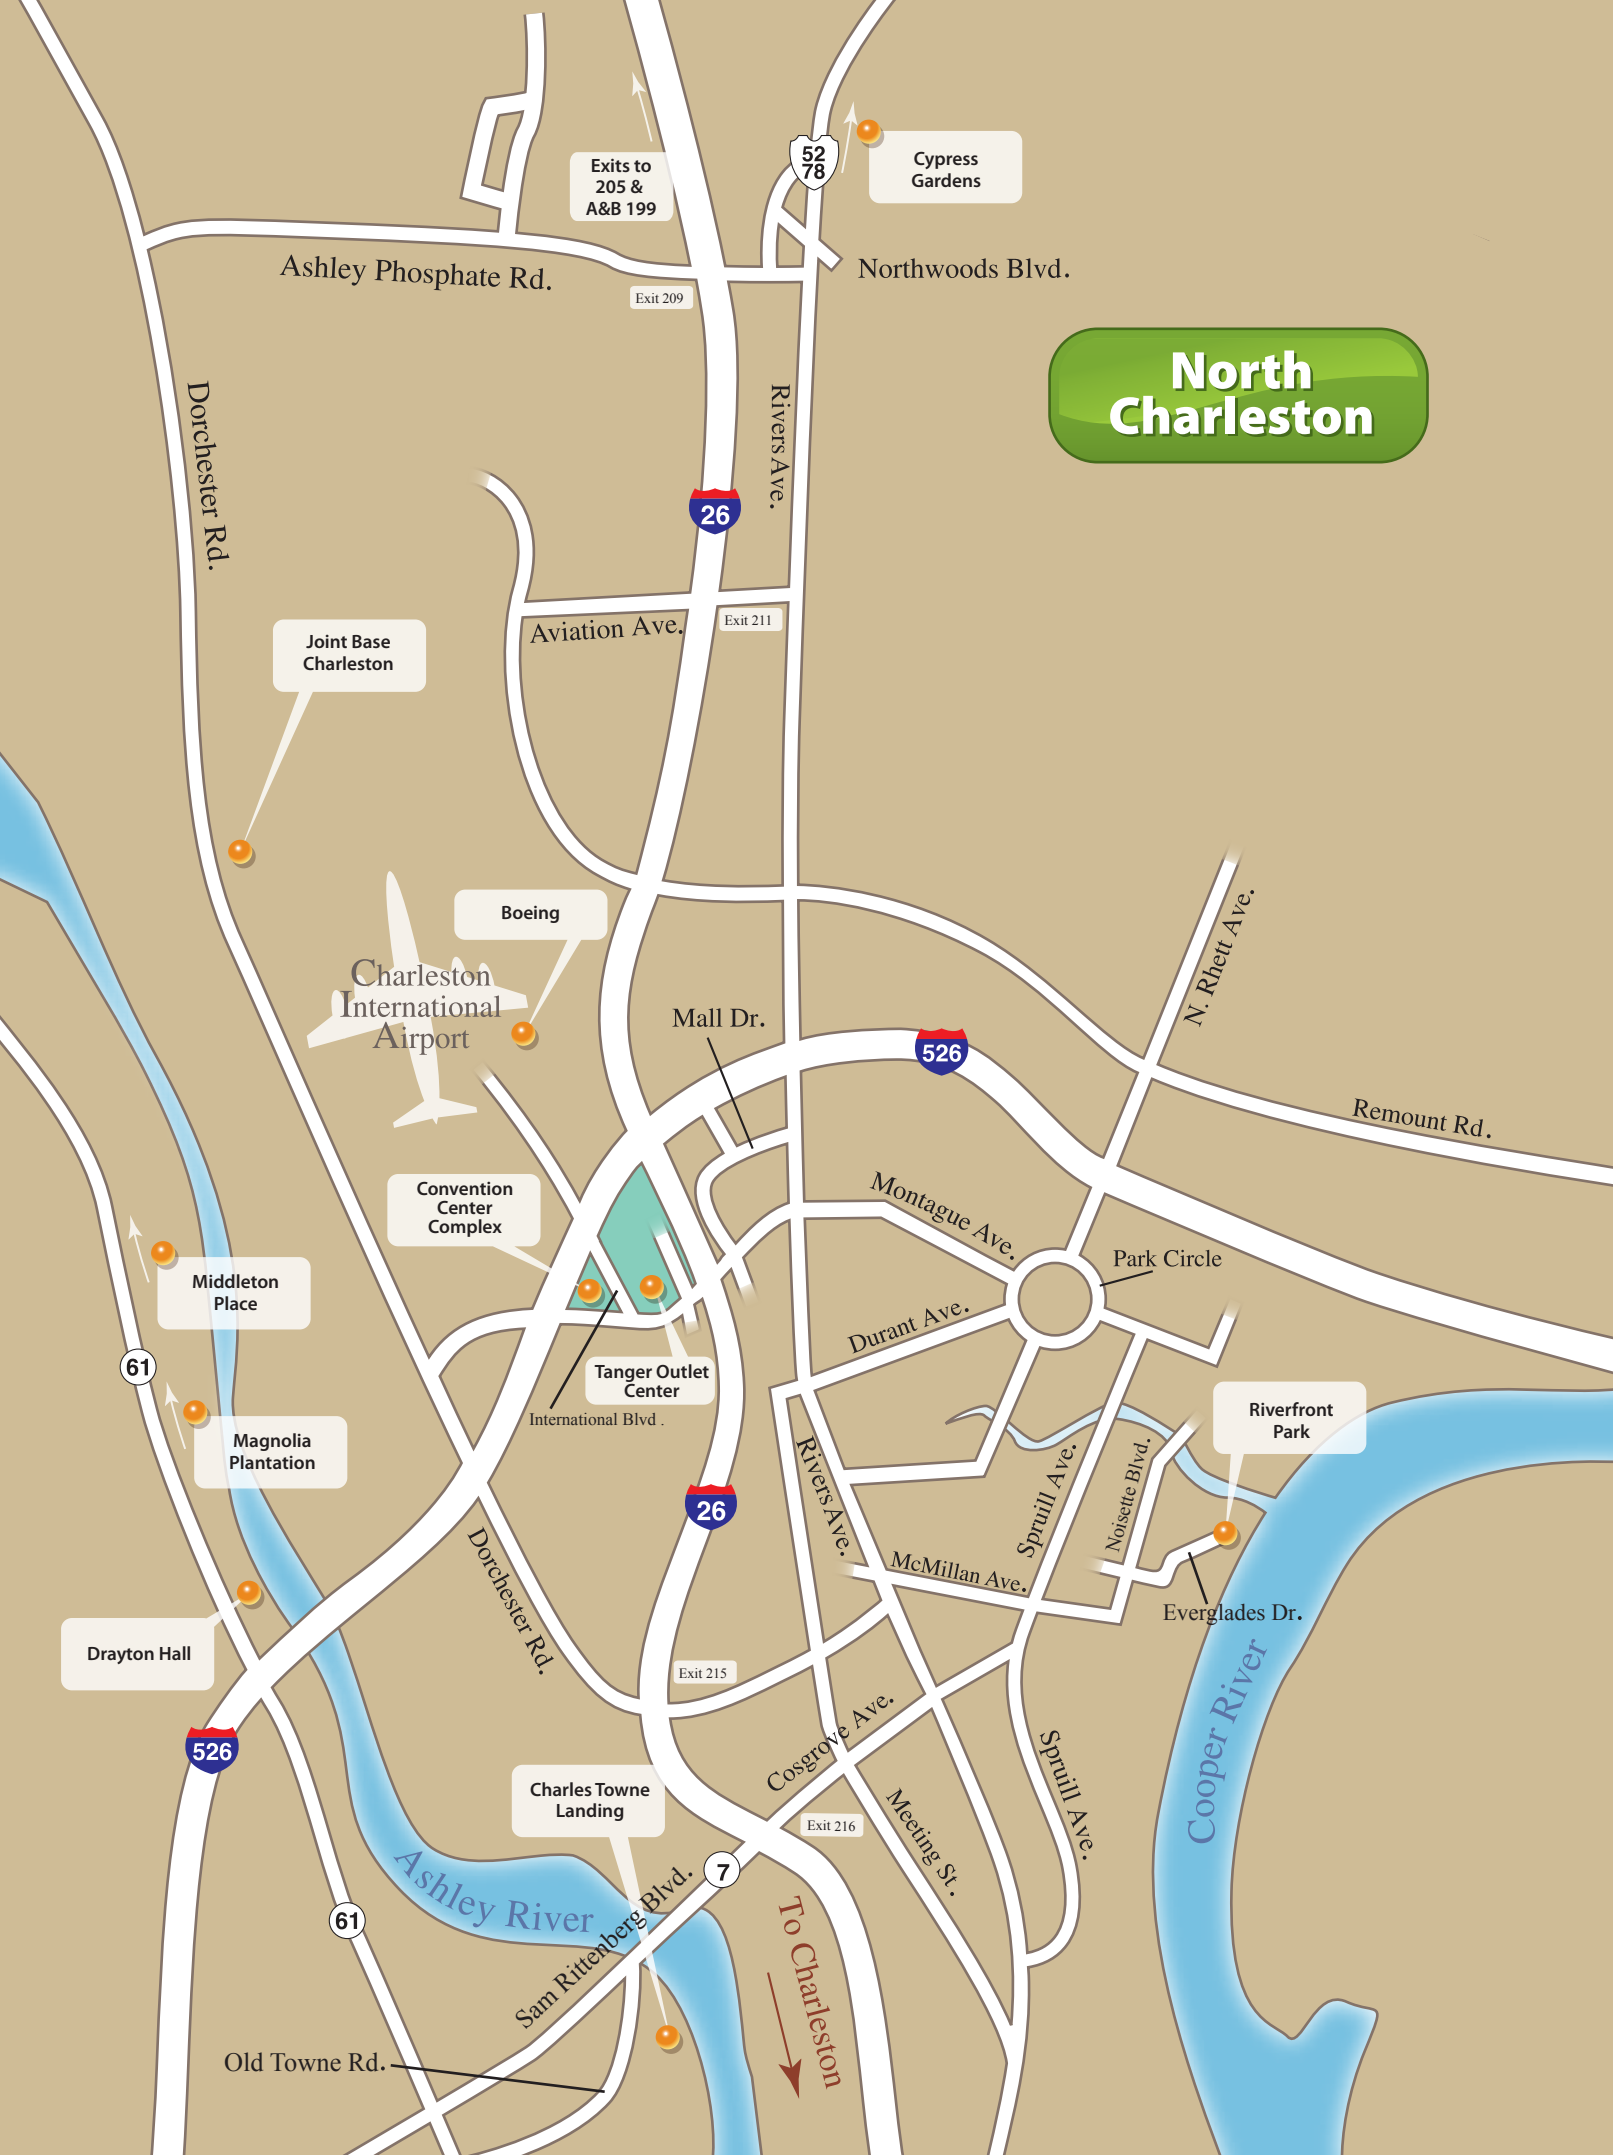 Exits to
205 &
A&B 199
52
78
Cypress
Gardens
Ashley Phosphate Rd.
Northwoods Blvd.
Exit 209
North
Charleston
Dorchester Rd.
Rivers Ave.
26
Aviation Ave.
Exit 211
Joint Base
Charleston
Boeing
N. Rhett Ave.
Charleston
International
Airport
Mall Dr.
526
Remount Rd.
Convention
Center
Complex
Montague Ave.
Park Circle
Middleton
Place
Durant Ave.
61
Tanger Outlet
Center
International Blvd .
Riverfront
Park
Magnolia
Plantation
Rivers Ave.
Spruill Ave.
Noisette Blvd.
26
Dorchester Rd.
McMillan Ave.
Everglades Dr.
Drayton Hall
Exit 215
Cooper River
526
Cosgrove Ave.
Spruill Ave.
Charles Towne
Landing
Meeting St.
Exit 216
7
Ashley River
61
Sam Rittenberg Blvd.
To Charleston
Old Towne Rd.